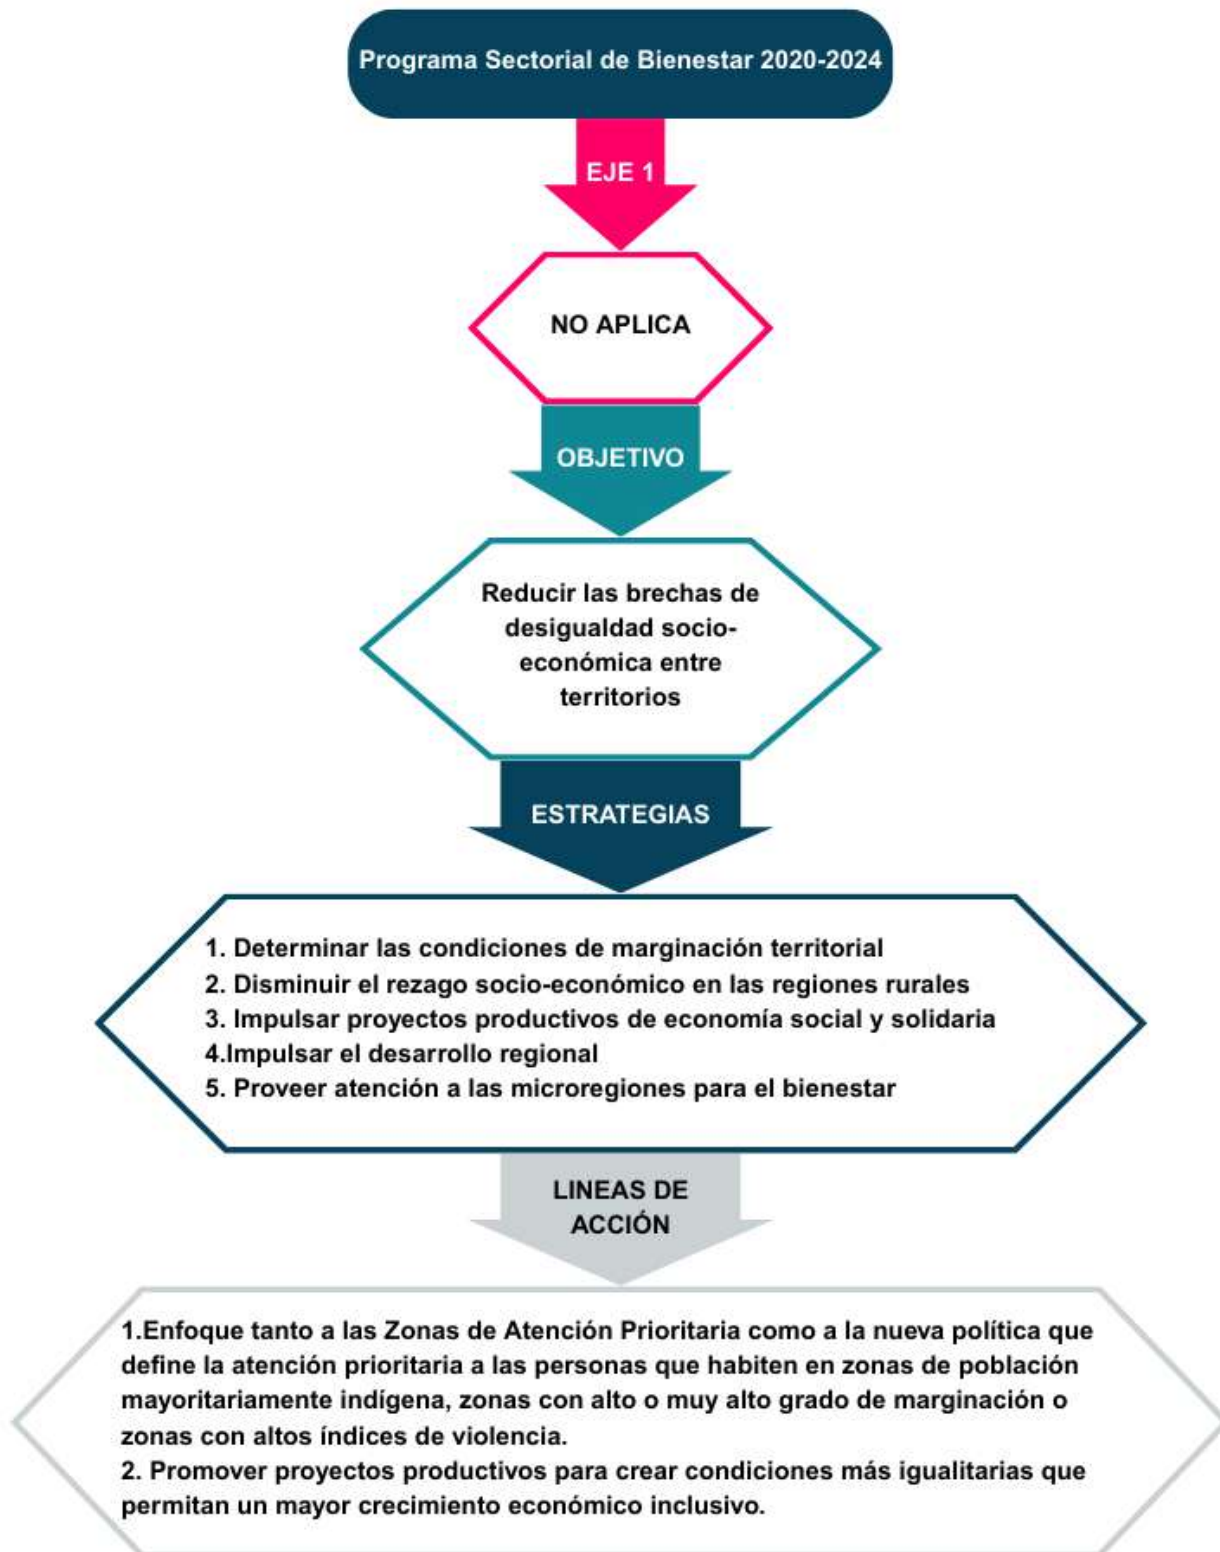 Programa Sectorial de Bienestar 2020-2024
EJE 1
NO APLICA
OBJETIVO
Reducir las brechas de
desigualdad socio-
económica entre
territorios
ESTRATEGIAS
1. Determinar las condiciones de marginación territorial
2. Disminuir el rezago socio-económico en las regiones rurales
3. Impulsar proyectos productivos de economía social y solidaria
4.Impulsar el desarrollo regional
5. Proveer atención a las microregiones para el bienestar
LINEAS DE
ACCIÓN
1.Enfoque tanto a las Zonas de Atención Prioritaria como a la nueva política que
define la atención prioritaria a las personas que habiten en zonas de población
mayoritariamente indígena, zonas con alto o muy alto grado de marginación o
zonas con altos índices de violencia.
2. Promover proyectos productivos para crear condiciones más igualitarias que
permitan un mayor crecimiento económico inclusivo.